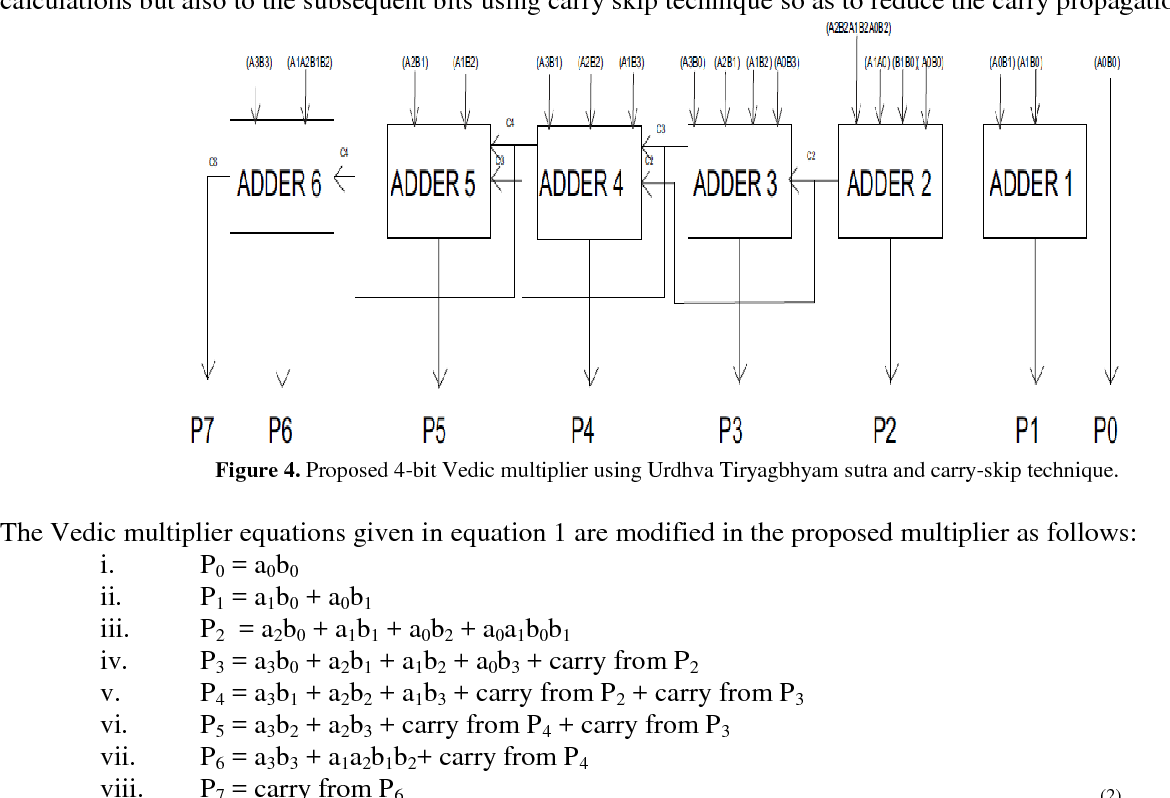 calculations but also to the subsequent bits using carry skip technique so as to reduce the carry propagatio
(A2B2A1B2A0B2)
(A3B3) (A1A2B1B2) (A2B1) (A1E2) (A3B1) (A2E2) (A1E3) (A3B0) (A2B1) (A1B2) (A0B3) (A1A0) (B1B0) (A0B0) (A0B1) (A1B0) (A0B0)
C4 C3
C3 C4 C2 C2
ADDER 6 ADDER 5 ADDER 4 ADDER 3 ADDER 2 ADDER 1
P7 P6 P5 P4 P3 P2 P1 P0
Figure 4. Proposed 4-bit Vedic multiplier using Urdhva Tiryagbhyam sutra and carry-skip technique.
The Vedic multiplier equations given in equation 1 are modified in the proposed multiplier as follows:
i. P₀ = a₀b₀
ii. P₁ = a₁b₀ + a₀b₁
iii. P₂ = a₂b₀ + a₁b₁ + a₀b₂ + a₀a₁b₀b₁
iv. P₃ = a₃b₀ + a₂b₁ + a₁b₂ + a₀b₃ + carry from P₂
v. P₄ = a₃b₁ + a₂b₂ + a₁b₃ + carry from P₂ + carry from P₃
vi. P₅ = a₃b₂ + a₂b₃ + carry from P₄ + carry from P₃
vii. P₆ = a₃b₃ + a₁a₂b₁b₂+ carry from P₄
viii. P₇ = carry from P₆ (2)